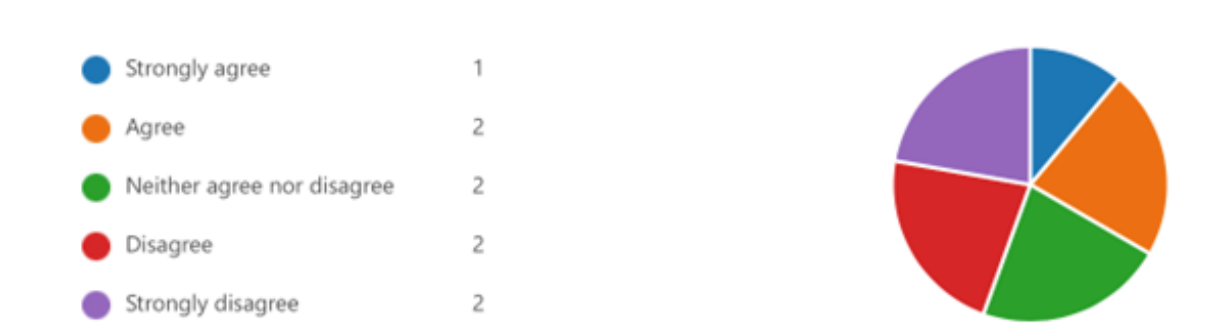 Strongly agree 1
Agree 2
Neither agree nor disagree 2
Disagree 2
Strongly disagree 2